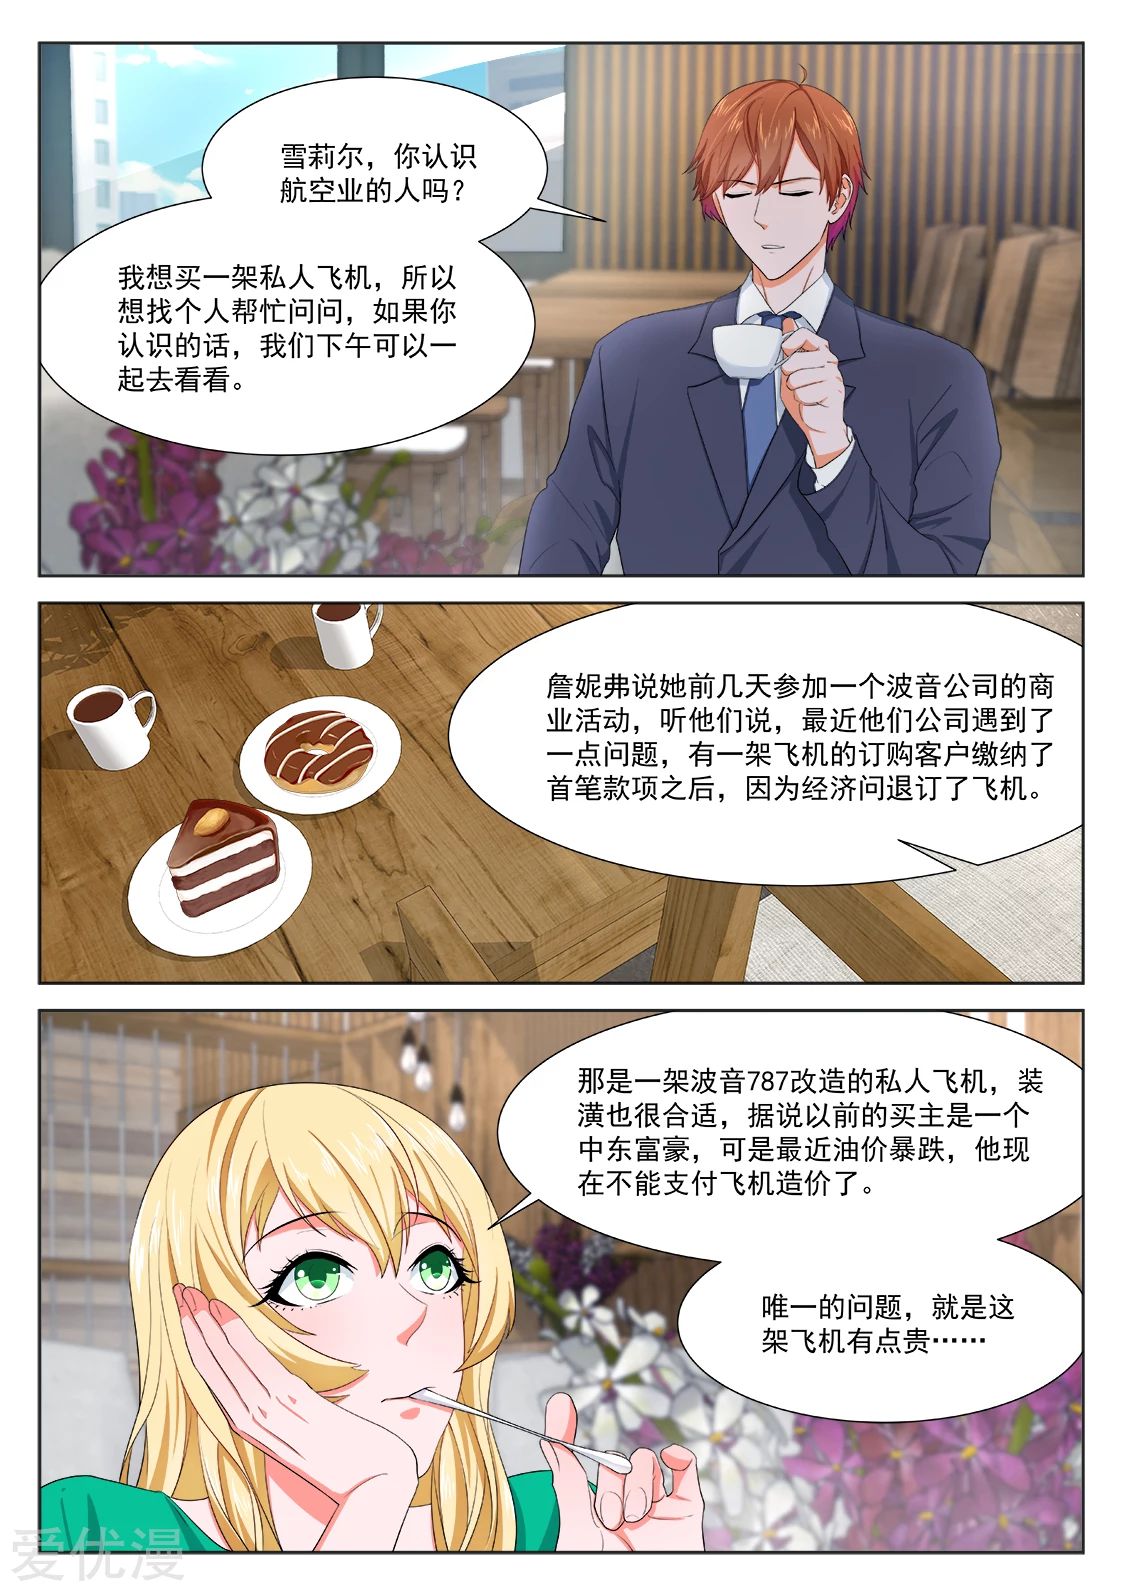 雪莉尔，你认识
航空业的人吗？
我想买一架私人飞机，所以
想找个人帮忙问问，如果你
认识的话，我们下午可以一
起去看看。
詹妮弗说她前几天参加一个波音公司的商
业活动，听他们说，最近他们公司遇到了
一点问题，有一架飞机的订购客户缴纳了
首笔款项之后，因为经济问退订了飞机。
那是一架波音787改造的私人飞机，装
潢也很合适，据说以前的买主是一个
中东富豪，可是最近油价暴跌，他现
在不能支付飞机造价了。
唯一的问题，就是这
架飞机有点贵……
爱优漫